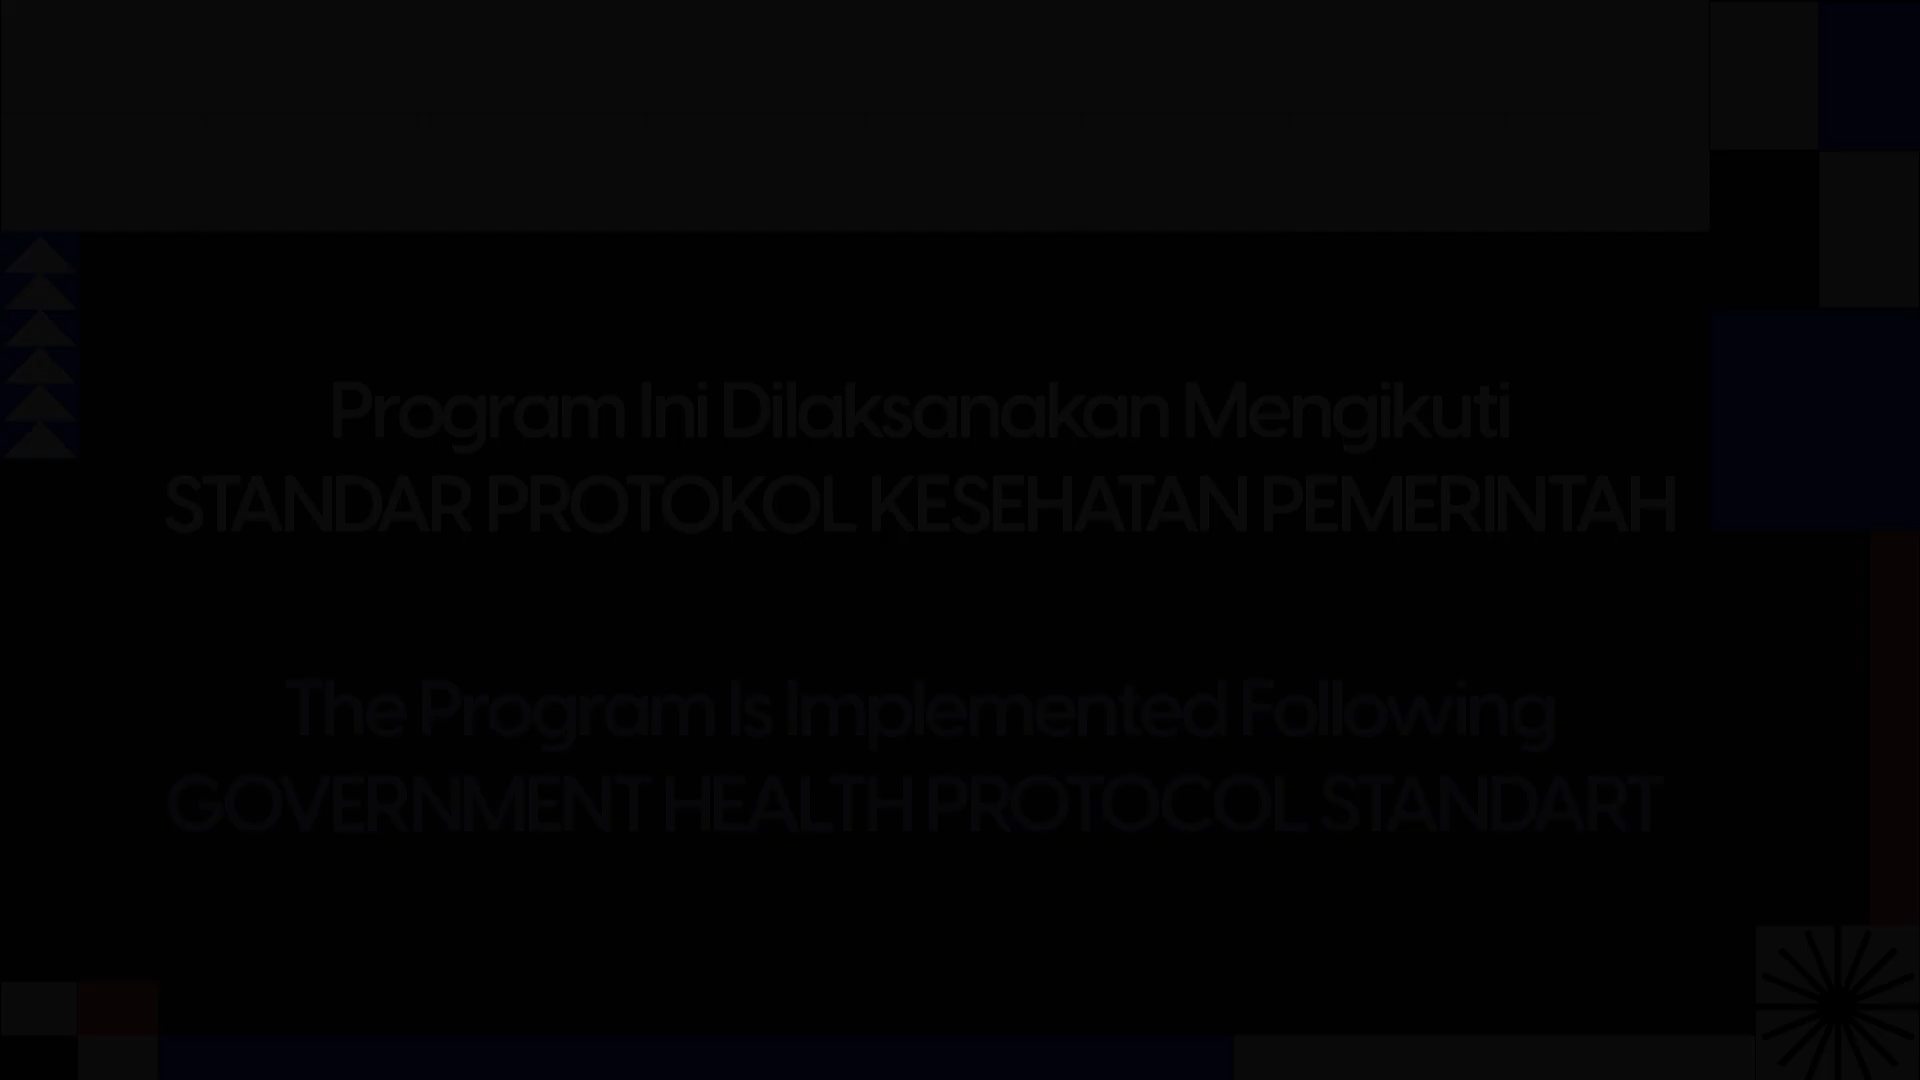 Program Ini Dilaksanakan Mengikuti
STANDAR PROTOKOL KESEHATAN PEMERINTAH
The Program Is Implemented Following
GOVERNMENT HEALTH PROTOCOL STANDART